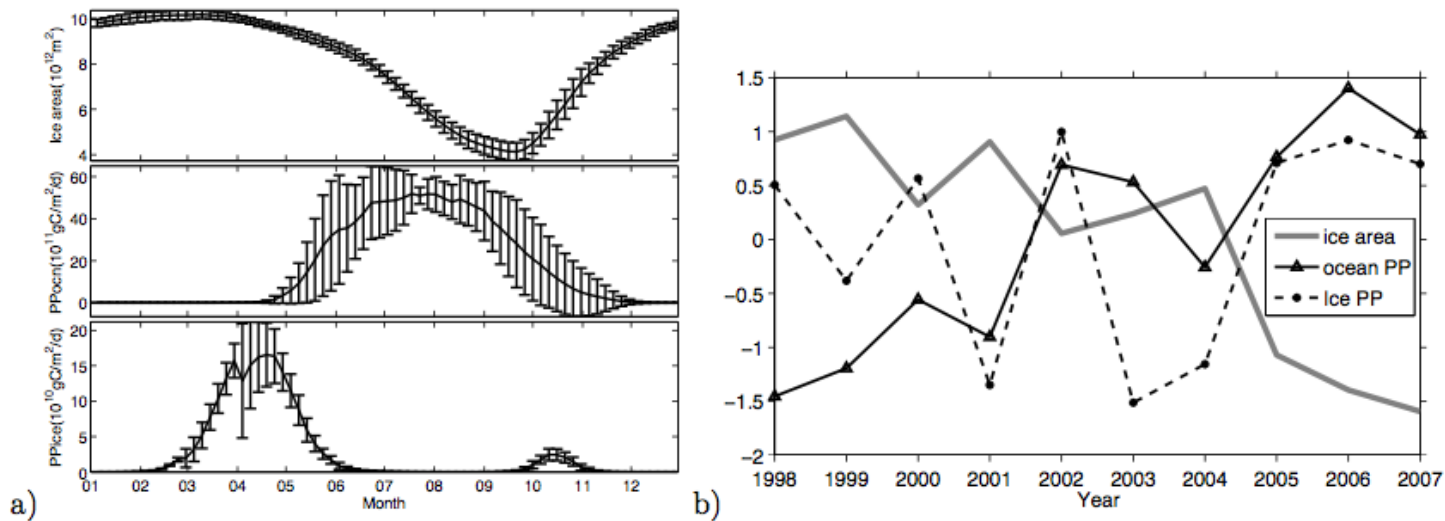 Ice area(10^12m^2)
10
8
6
4
PPocn(10^11gC/m^2/d)
60
40
20
0
PPice(10^10gC/m^2/d)
20
15
10
5
0
01 02 03 04 05 06 07 08 09 10 11 12
Month
a)
1.5
1
0.5
0
-0.5
-1
-1.5
-2
ice area
ocean PP
Ice PP
1998 1999 2000 2001 2002 2003 2004 2005 2006 2007
Year
b)